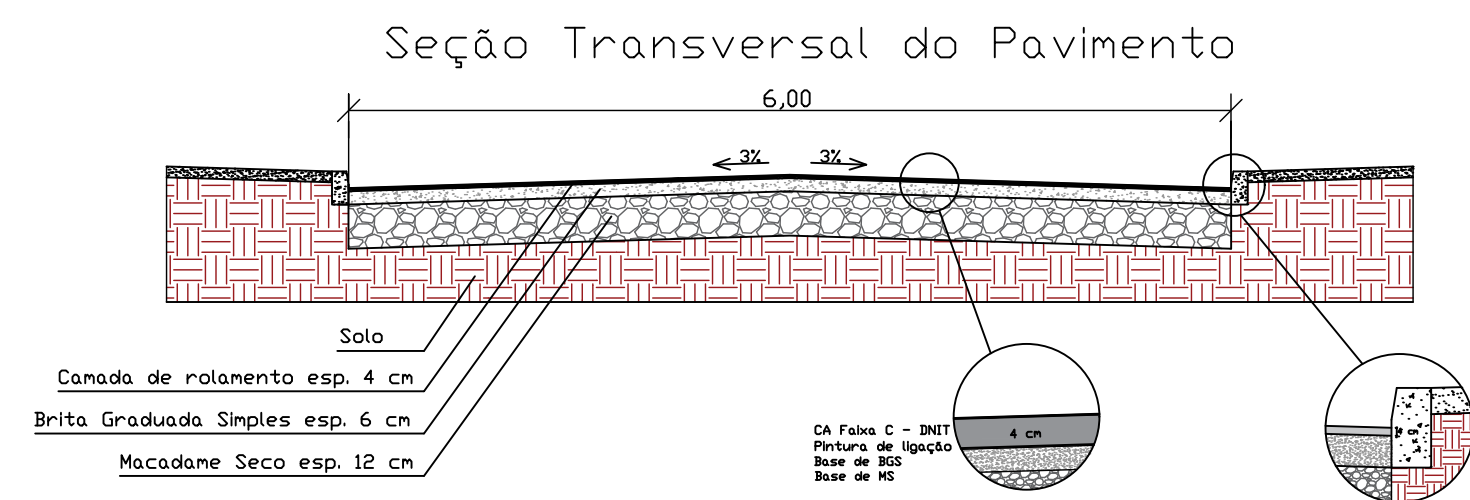 Seção Transversal do Pavimento
6,00
3% 3%
Solo
Camada de rolamento esp. 4 cm
Brita Graduada Simples esp. 6 cm
Macadame Seco esp. 12 cm
CA Faixa C - DNIT
Pintura de ligação
Base de BGS
Base de MS
4 cm
cm